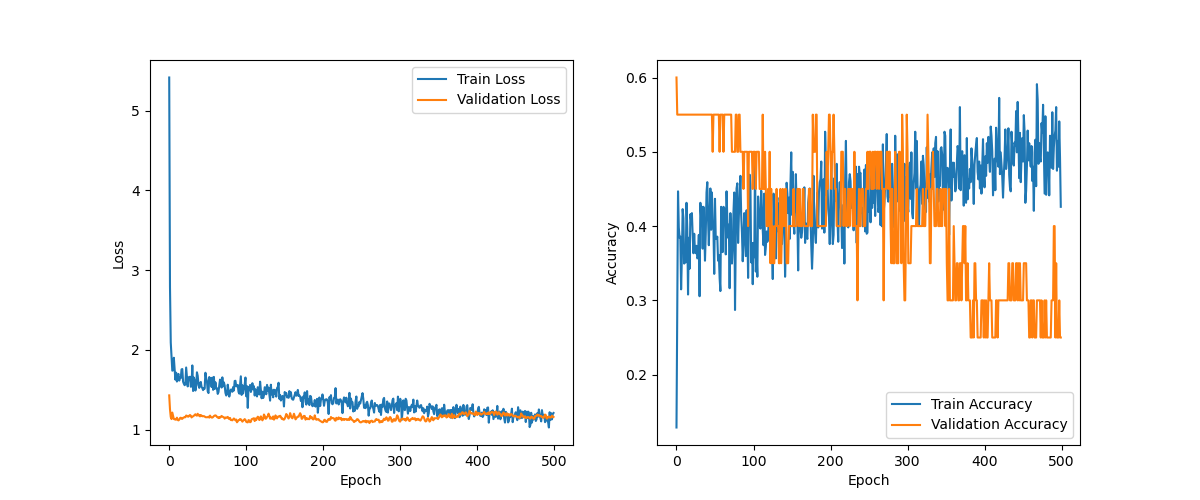 Train Loss
Validation Loss
5
4
3
2
1
Loss
0 100 200 300 400 500
Epoch
0.6
0.5
0.4
0.3
0.2
Accuracy
Train Accuracy
Validation Accuracy
0 100 200 300 400 500
Epoch